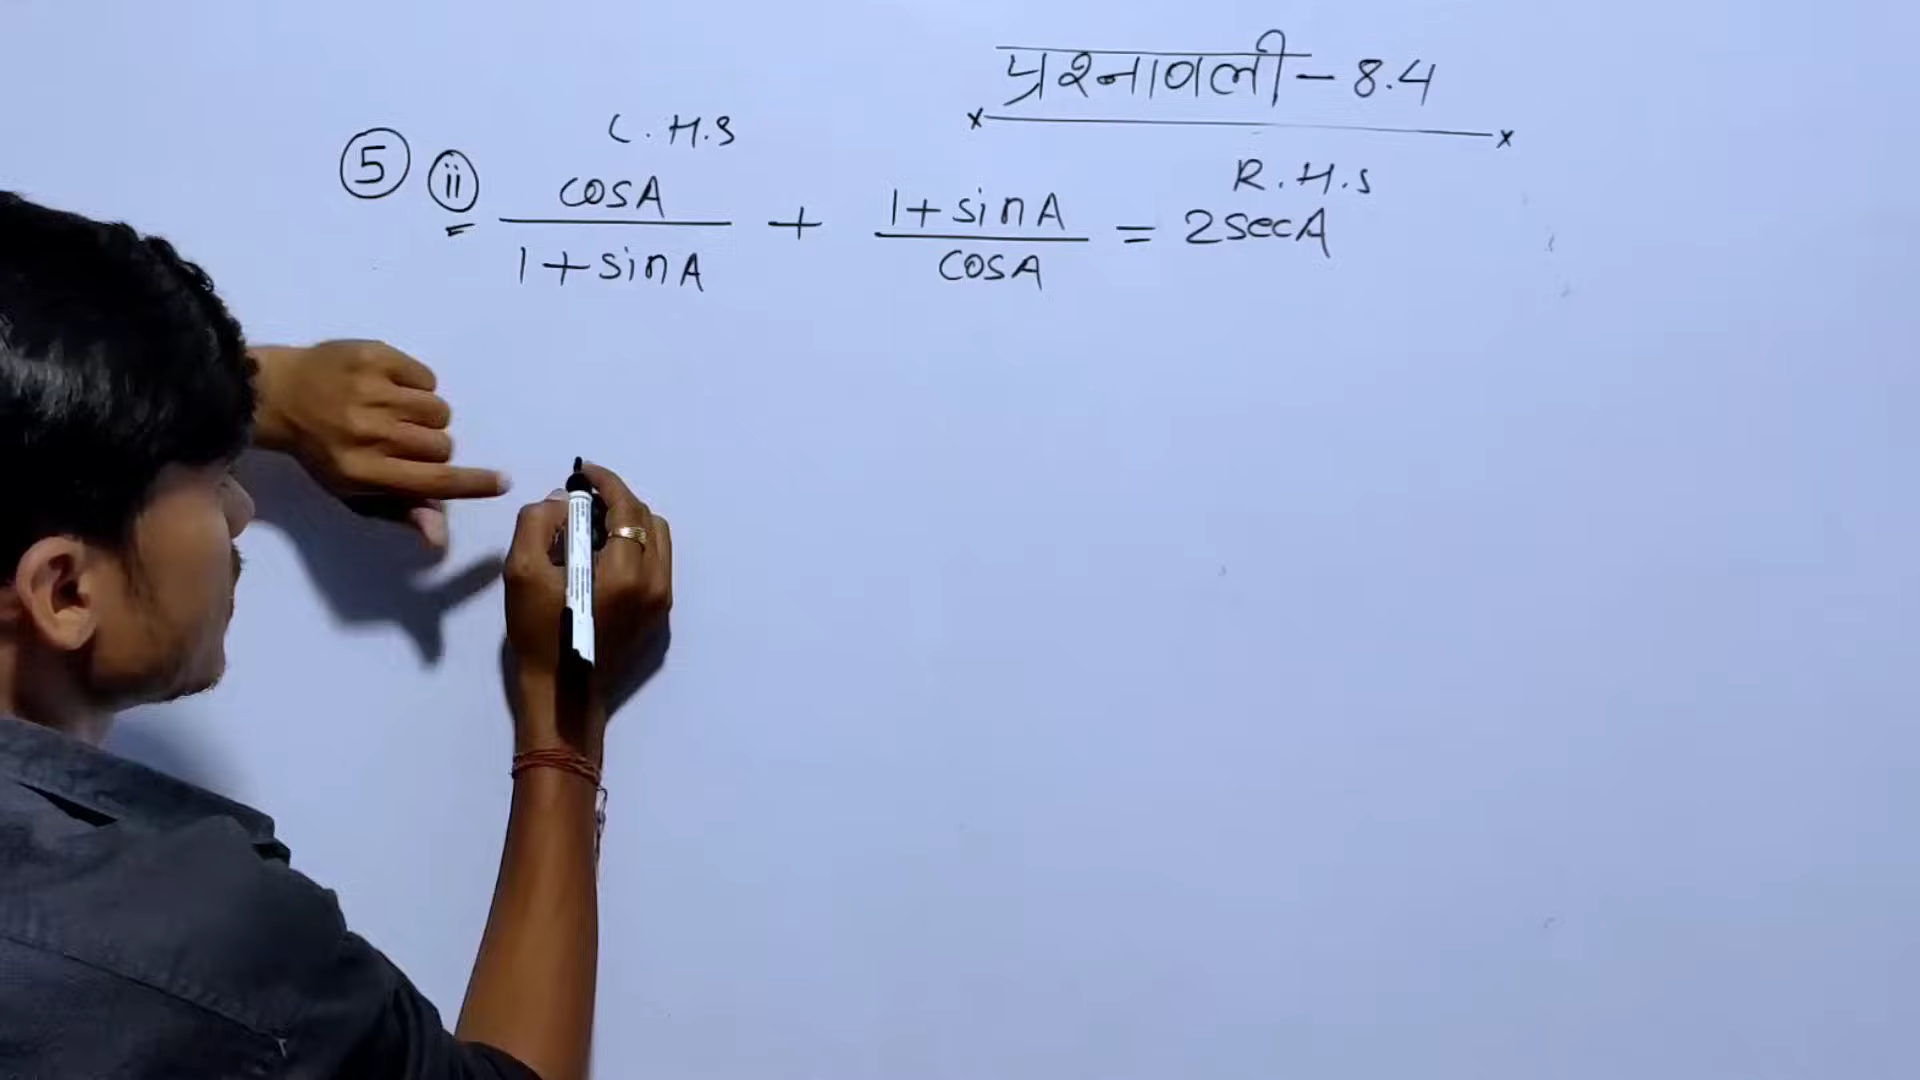 प्रश्नावली - 8.4
L.H.S
R.H.S
5 ii cosA / 1+sinA + 1+sinA / cosA = 2secA